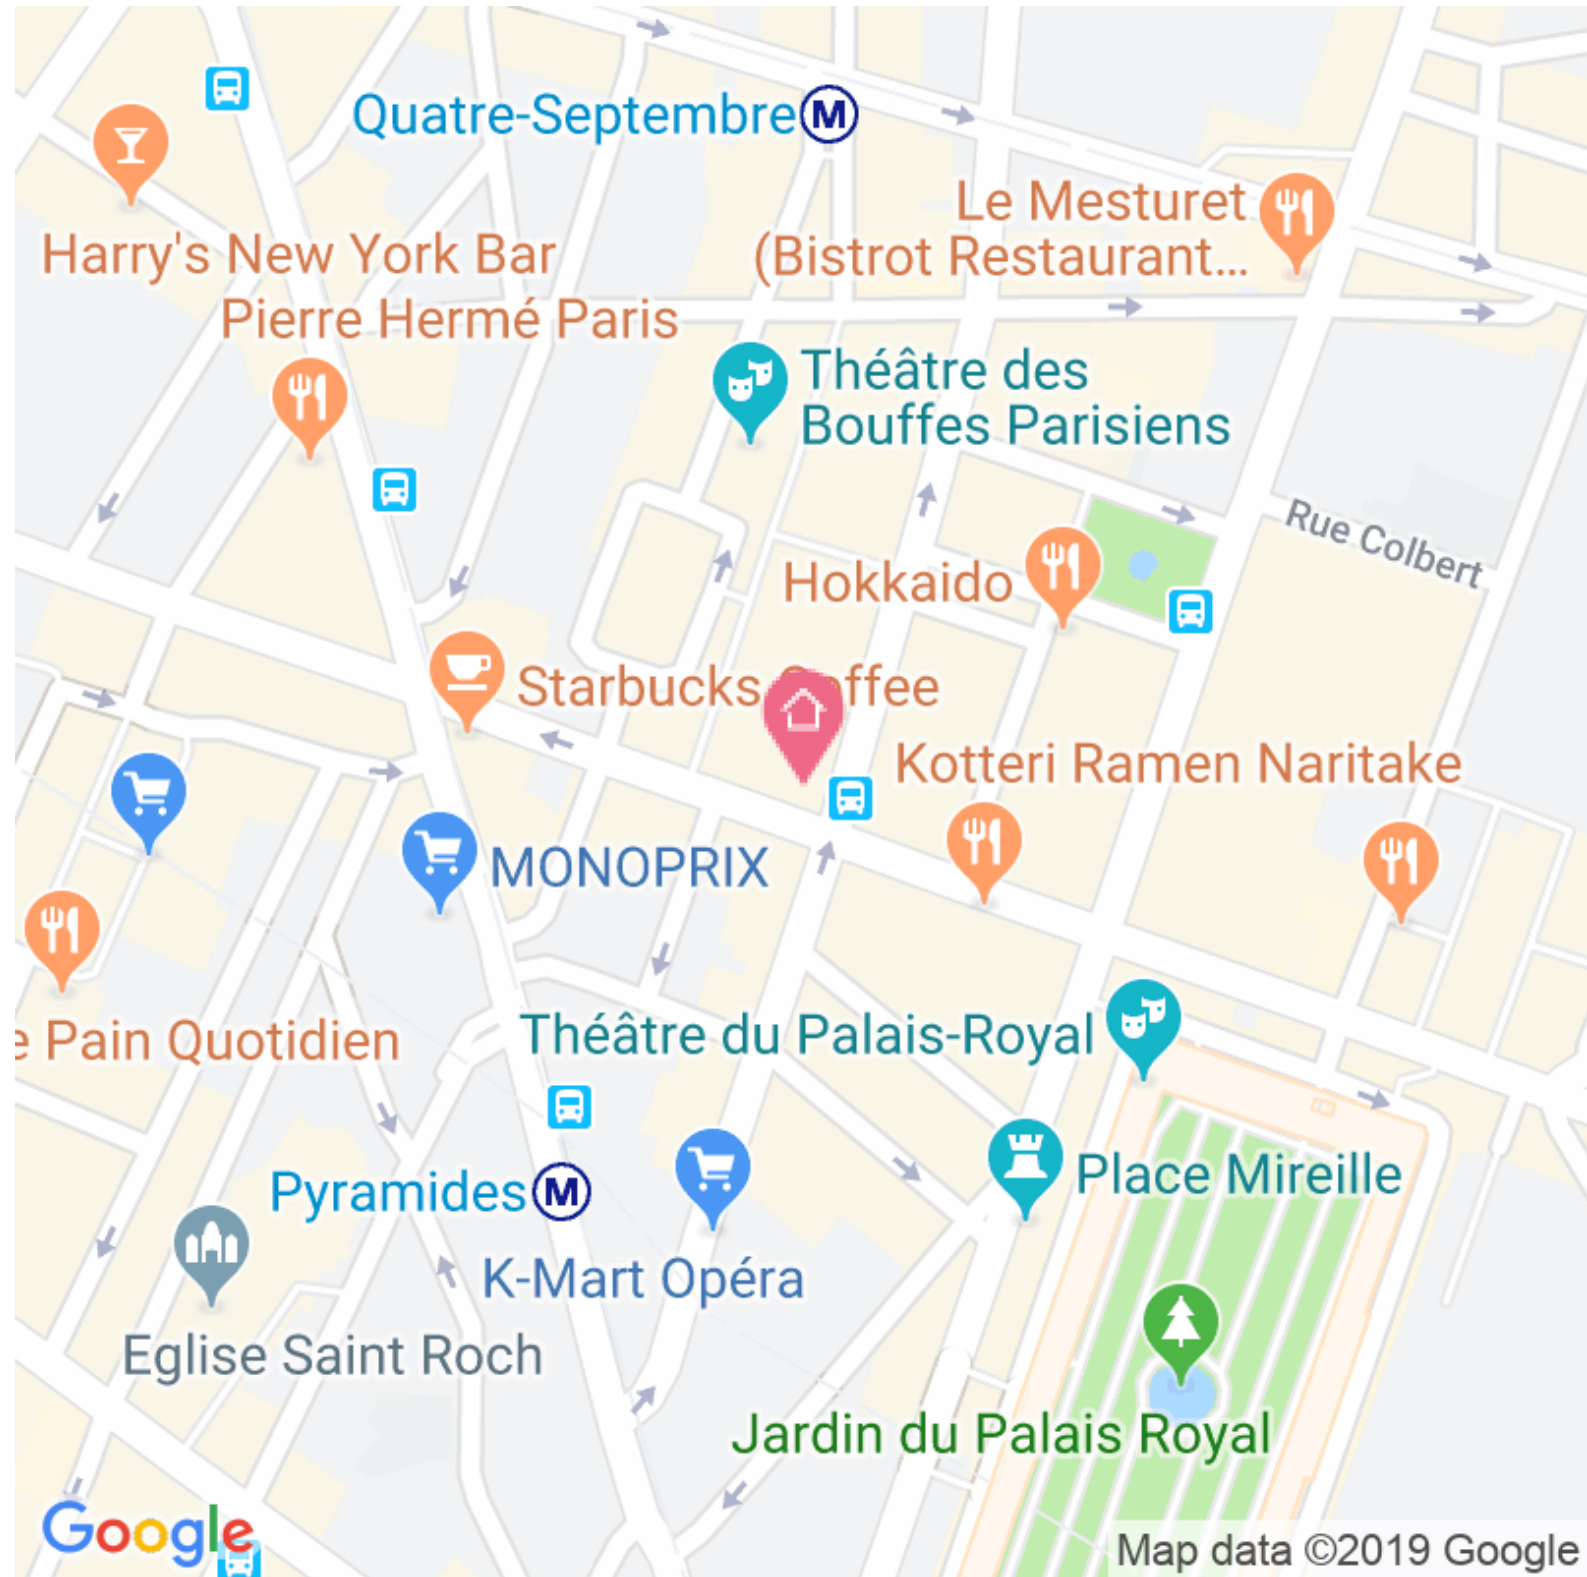 Quatre-Septembre M
Le Mesturet
(Bistrot Restaurant...
Harry's New York Bar
Pierre Hermé Paris
Théâtre des
Bouffes Parisiens
Rue Colbert
Hokkaido
Starbucks Coffee
Kotteri Ramen Naritake
MONOPRIX
e Pain Quotidien
Théâtre du Palais-Royal
Place Mireille
Pyramides M
K-Mart Opéra
Eglise Saint Roch
Jardin du Palais Royal
Google
Map data ©2019 Google